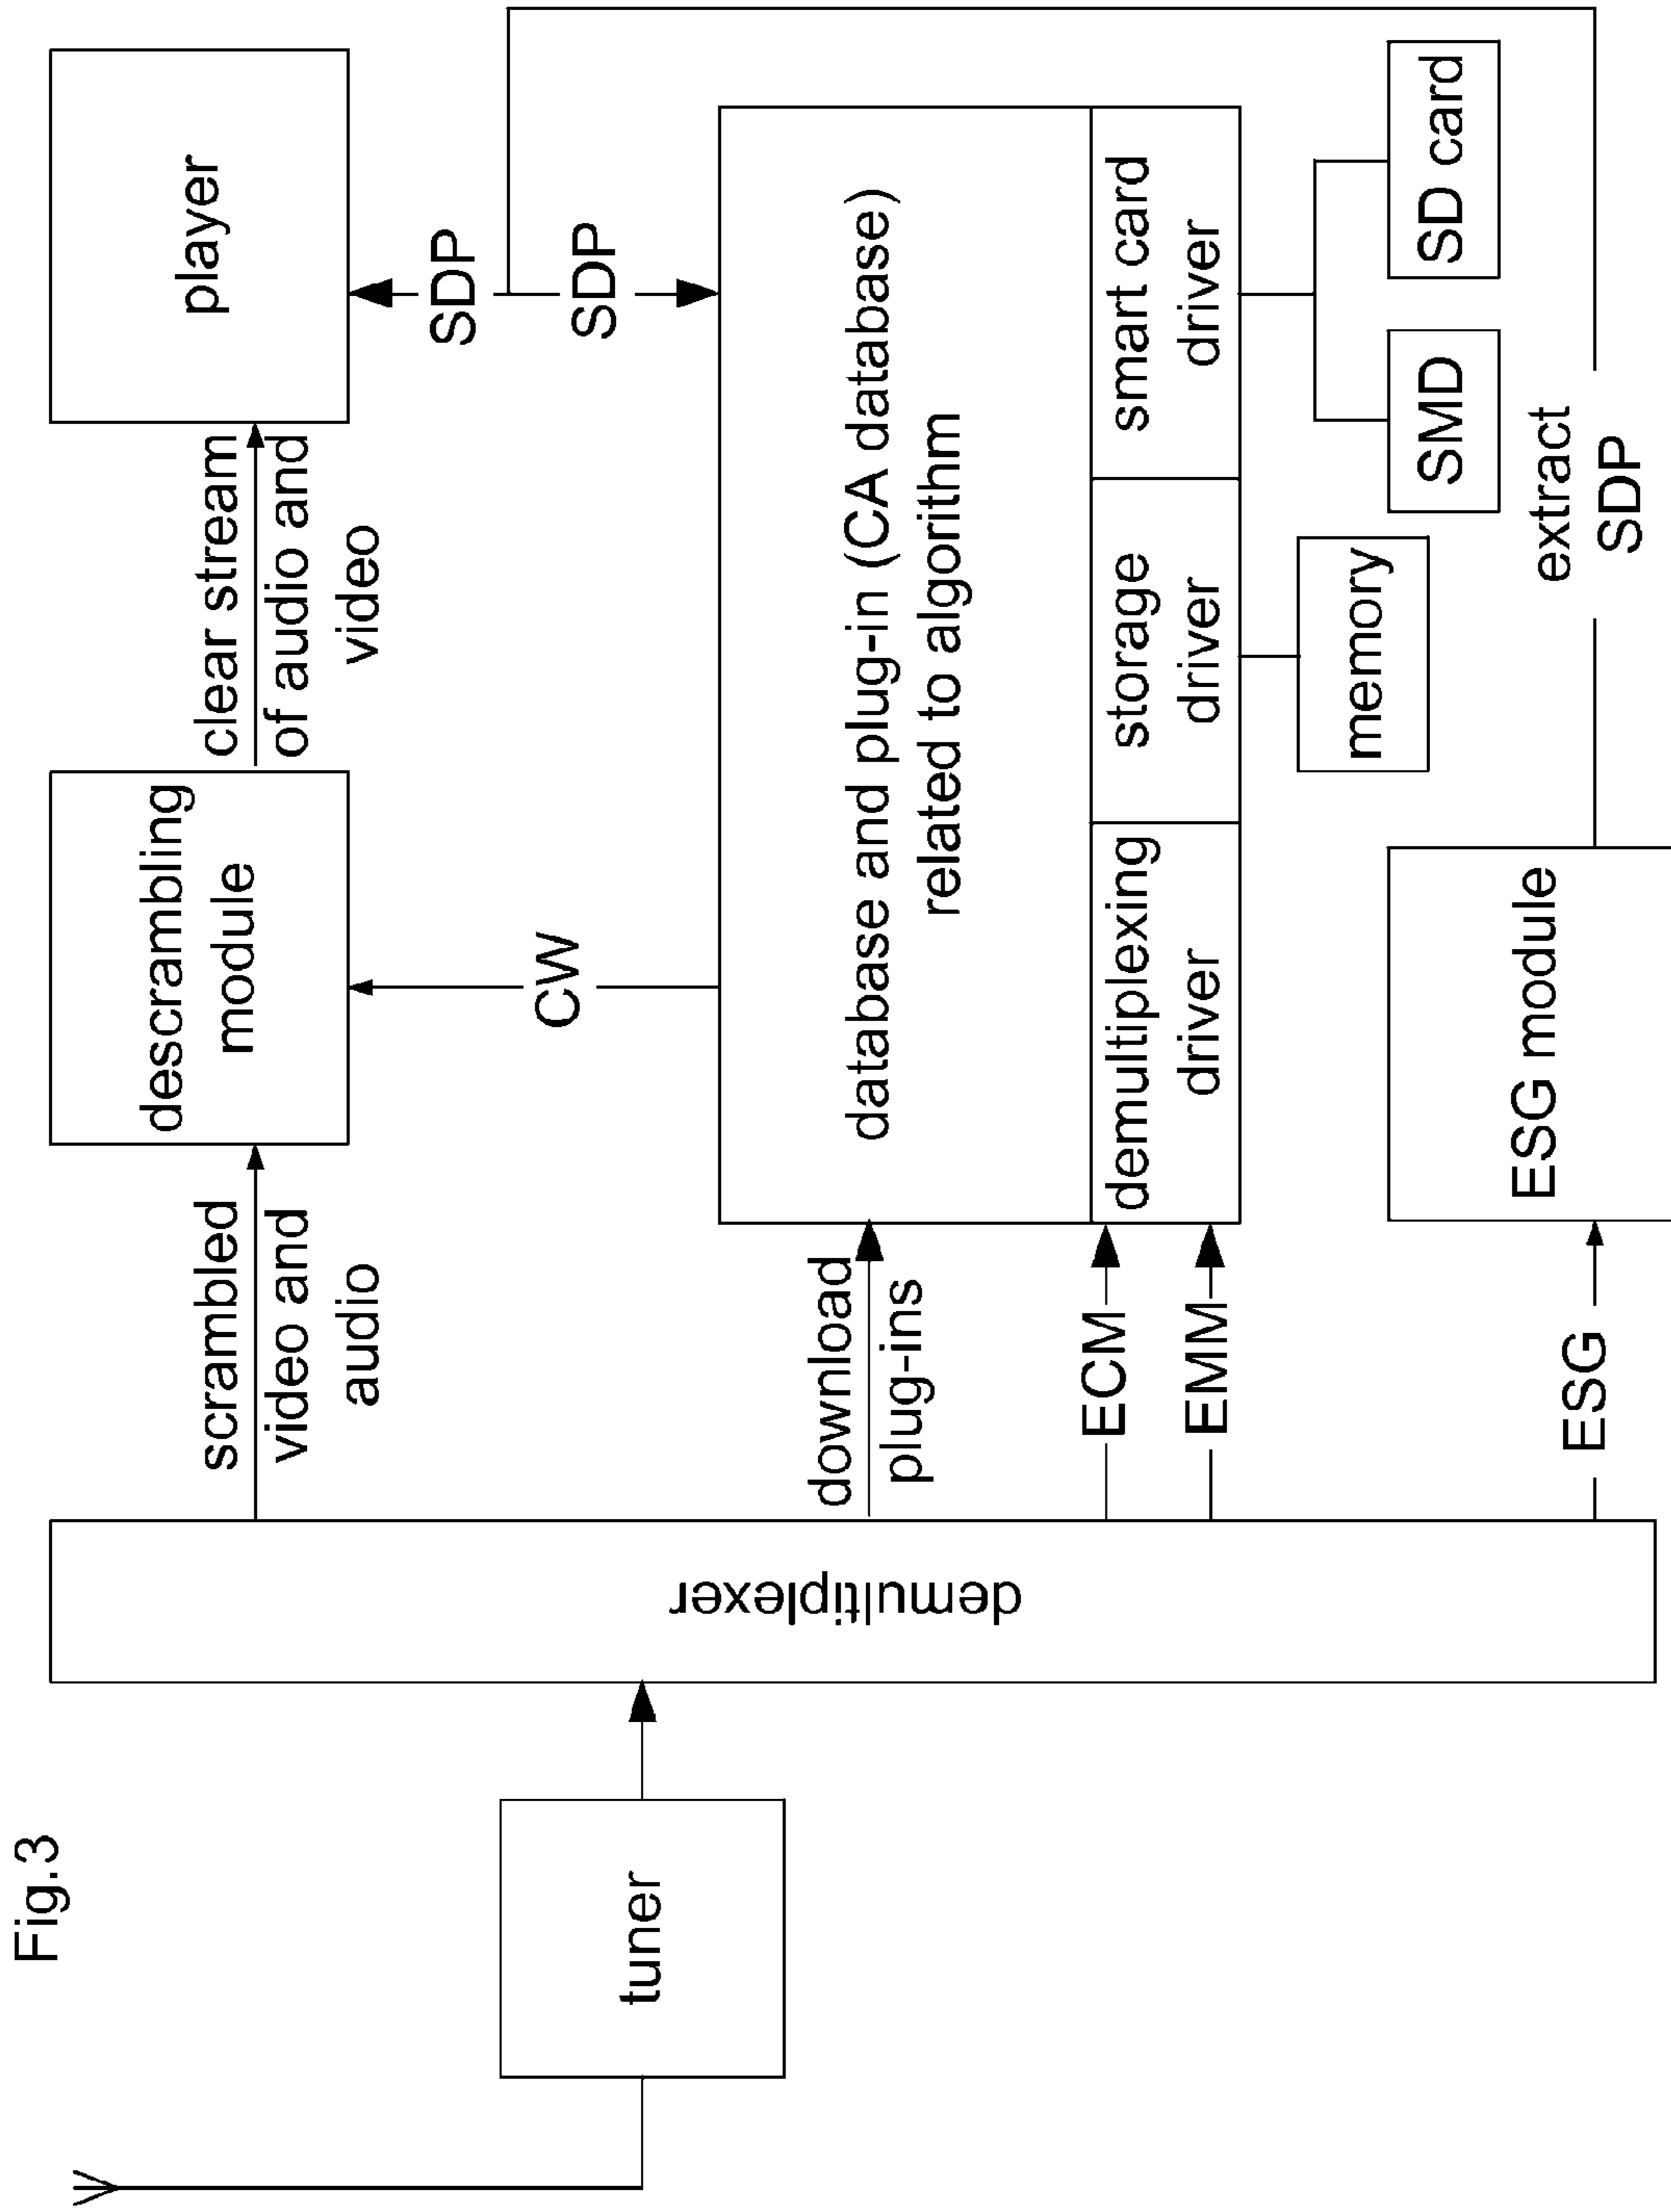 Fig.3
tuner
demultiplexer
scrambled
video and
audio
descrambling
module
clear stream
of audio and
video
player
CW
SDP
SDP
download
plug-ins
database and plug-in (CA database)
related to algorithm
ECM
EMM
demultiplexing
driver
storage
driver
smart card
driver
memory
SMD
SD card
ESG
ESG module
extract
SDP